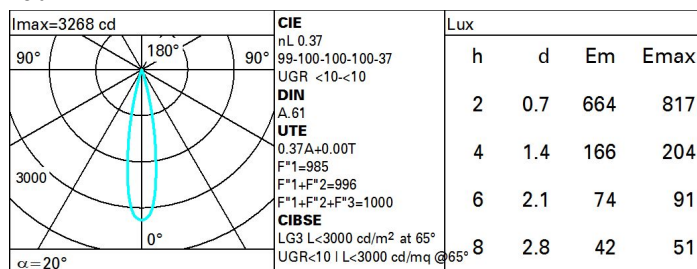 Imax=3268 cd
90°
180°
90°
3000
0°
α=20°
CIE
nL 0.37
99-100-100-100-37
UGR <10-<10
DIN
A.61
UTE
0.37A+0.00T
F"1=985
F"1+F"2=996
F"1+F"2+F"3=1000
CIBSE
LG3 L<3000 cd/m² at 65°
UGR<10 | L<3000 cd/mq @65°
Lux
h d Em Emax
2 0.7 664 817
4 1.4 166 204
6 2.1 74 91
8 2.8 42 51